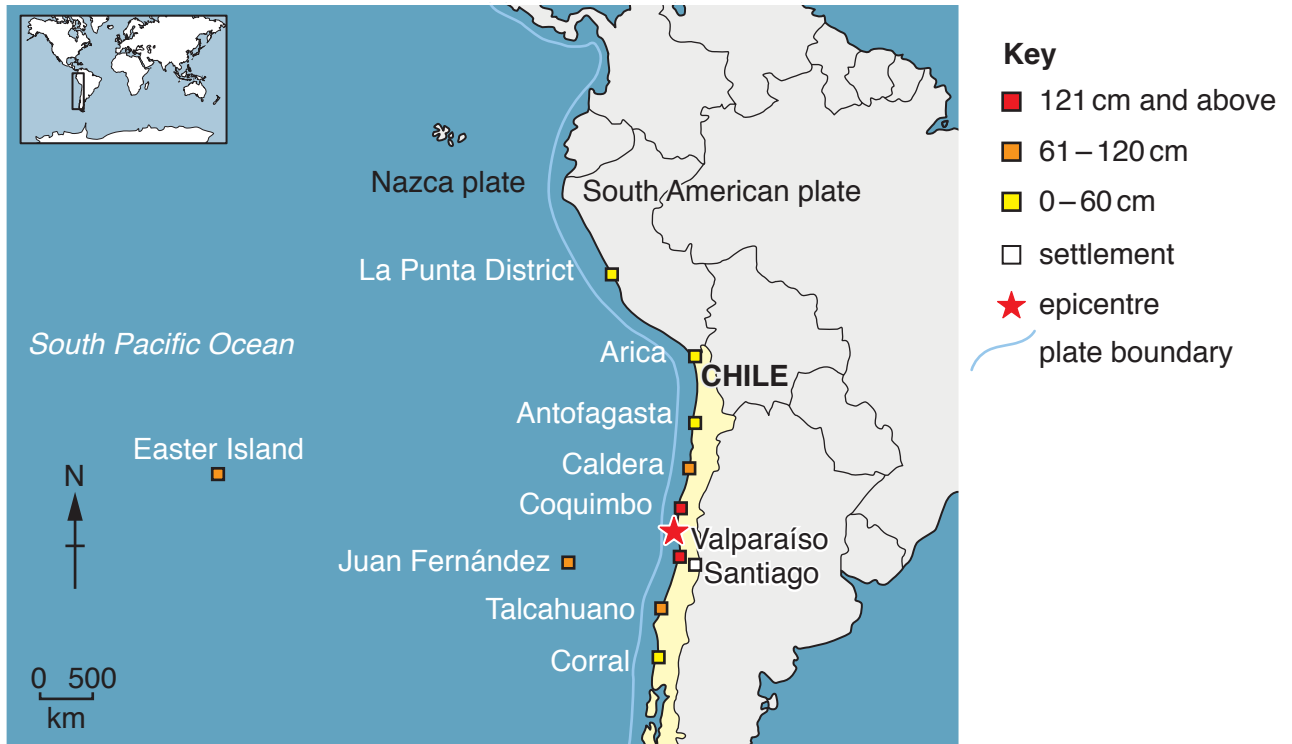 Key
121 cm and above
61 – 120 cm
0 – 60 cm
settlement
epicentre
plate boundary
Nazca plate
South American plate
La Punta District
South Pacific Ocean
Arica
CHILE
Antofagasta
Easter Island
Caldera
N
Coquimbo
Valparaíso
Juan Fernández
Santiago
Talcahuano
Corral
0 500
km